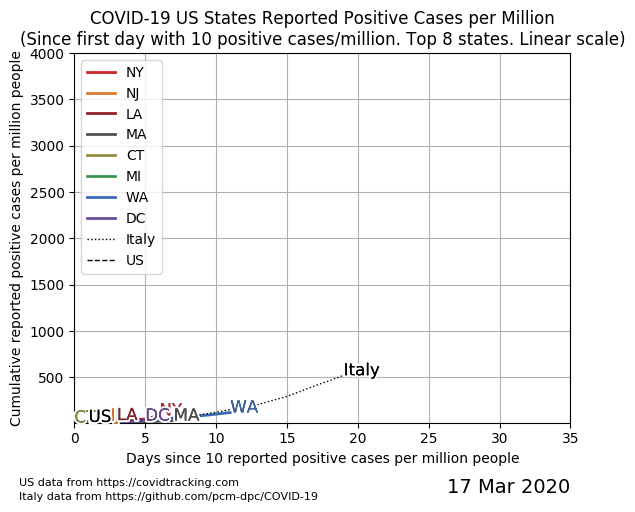 COVID-19 US States Reported Positive Cases per Million
(Since first day with 10 positive cases/million. Top 8 states. Linear scale)
Cumulative reported positive cases per million people
4000
3500
3000
2500
2000
1500
1000
500
NY
NJ
LA
MA
CT
MI
WA
DC
Italy
US
Italy
WA
NY
US
LA
DC
MA
0
5
10
15
20
25
30
35
Days since 10 reported positive cases per million people
US data from https://covidtracking.com
Italy data from https://github.com/pcm-dpc/COVID-19
17 Mar 2020